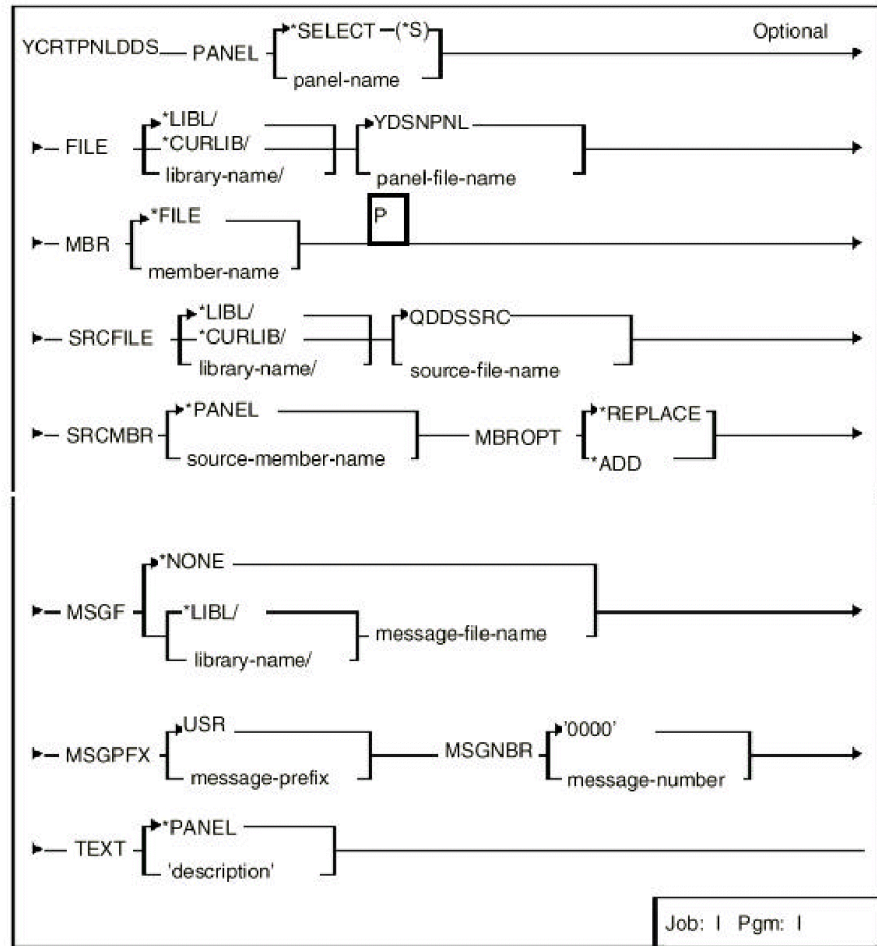 *SELECT (*S) Optional
YCRTPNLDDS PANEL
panel-name
*LIBL/ YDSNPNL
FILE *CURLIB/
library-name/ panel-file-name
*FILE P
MBR
member-name
*LIBL/ QDDSSRC
SRCFILE *CURLIB/
library-name/ source-file-name
*PANEL *REPLACE
SRCMBR MBROPT
source-member-name *ADD
*NONE
MSGF *LIBL/ message-file-name
library-name/
USR '0000'
MSGPFX MSGNBR
message-prefix message-number
*PANEL
TEXT
'description'
Job: I Pgm: I